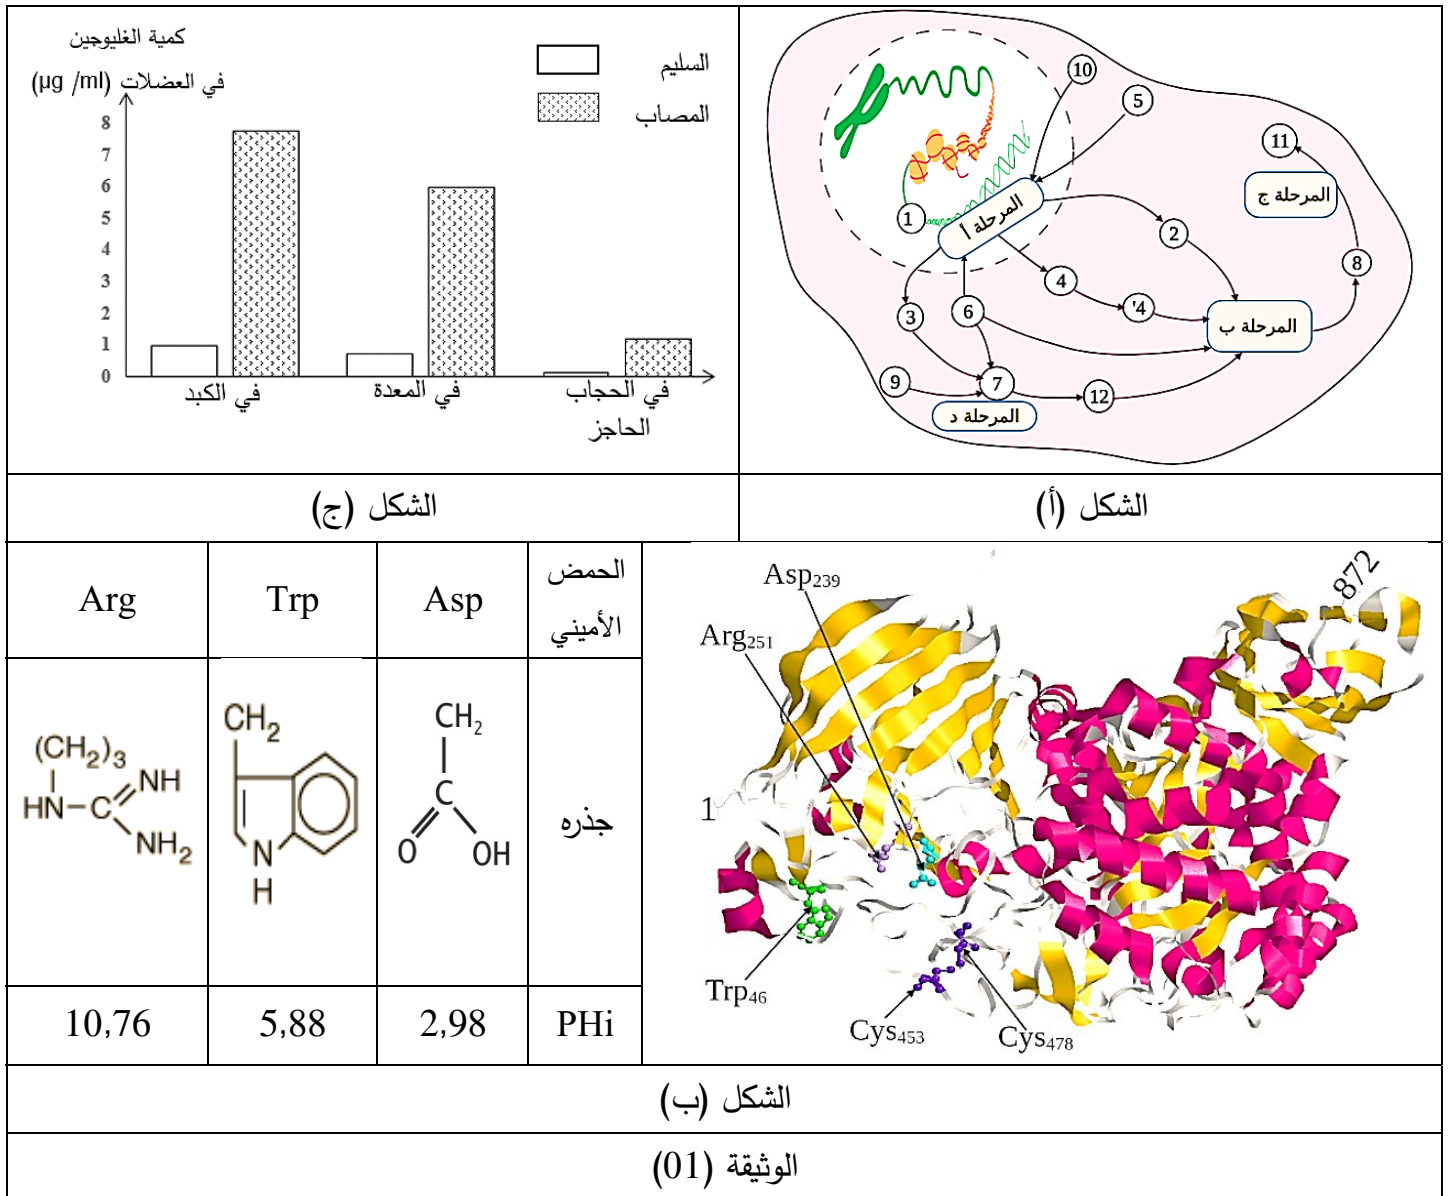 كمية الغليوجين
في العضلات (µg /ml)
السليم
المصاب
8
7
6
5
4
3
2
1
0
في الكبد
في المعدة
في الحجاب
الحاجز
10
5
11
المرحلة ج
1
المرحلة أ
2
8
4
4'
3
6
المرحلة ب
9
7
12
المرحلة د
الشكل (أ)
الشكل (ج)
الحمض
الأميني
Asp
Trp
Arg
جذره
CH₂
C
O
OH
CH₂
N
H
(CH₂)₃
NH
HN
C
NH₂
PHi
2,98
5,88
10,76
Asp₂₃₉
Arg₂₅₁
872
1
Trp₄₆
Cys₄₅₃
Cys₄₇₈
الشكل (ب)
الوثيقة (01)